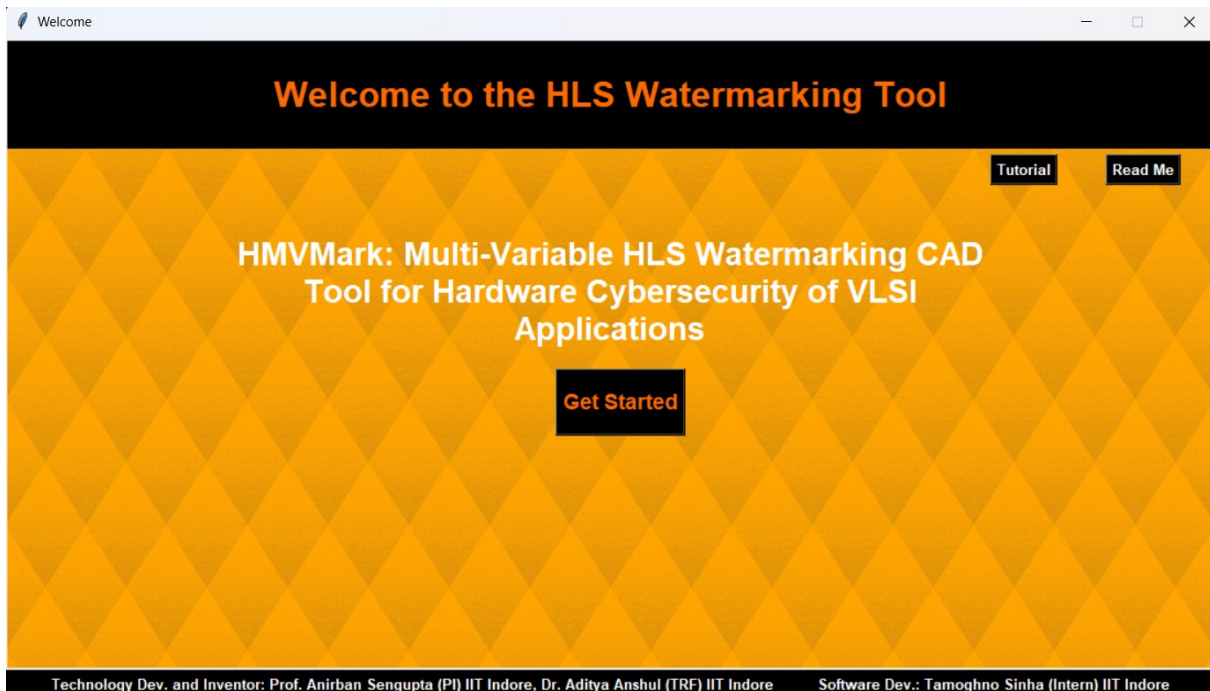 Welcome
Welcome to the HLS Watermarking Tool
Tutorial
Read Me
HMVMark: Multi-Variable HLS Watermarking CAD
Tool for Hardware Cybersecurity of VLSI
Applications
Get Started
Technology Dev. and Inventor: Prof. Anirban Sengupta (PI) IIT Indore, Dr. Aditya Anshul (TRF) IIT Indore
Software Dev.: Tamoghno Sinha (Intern) IIT Indore